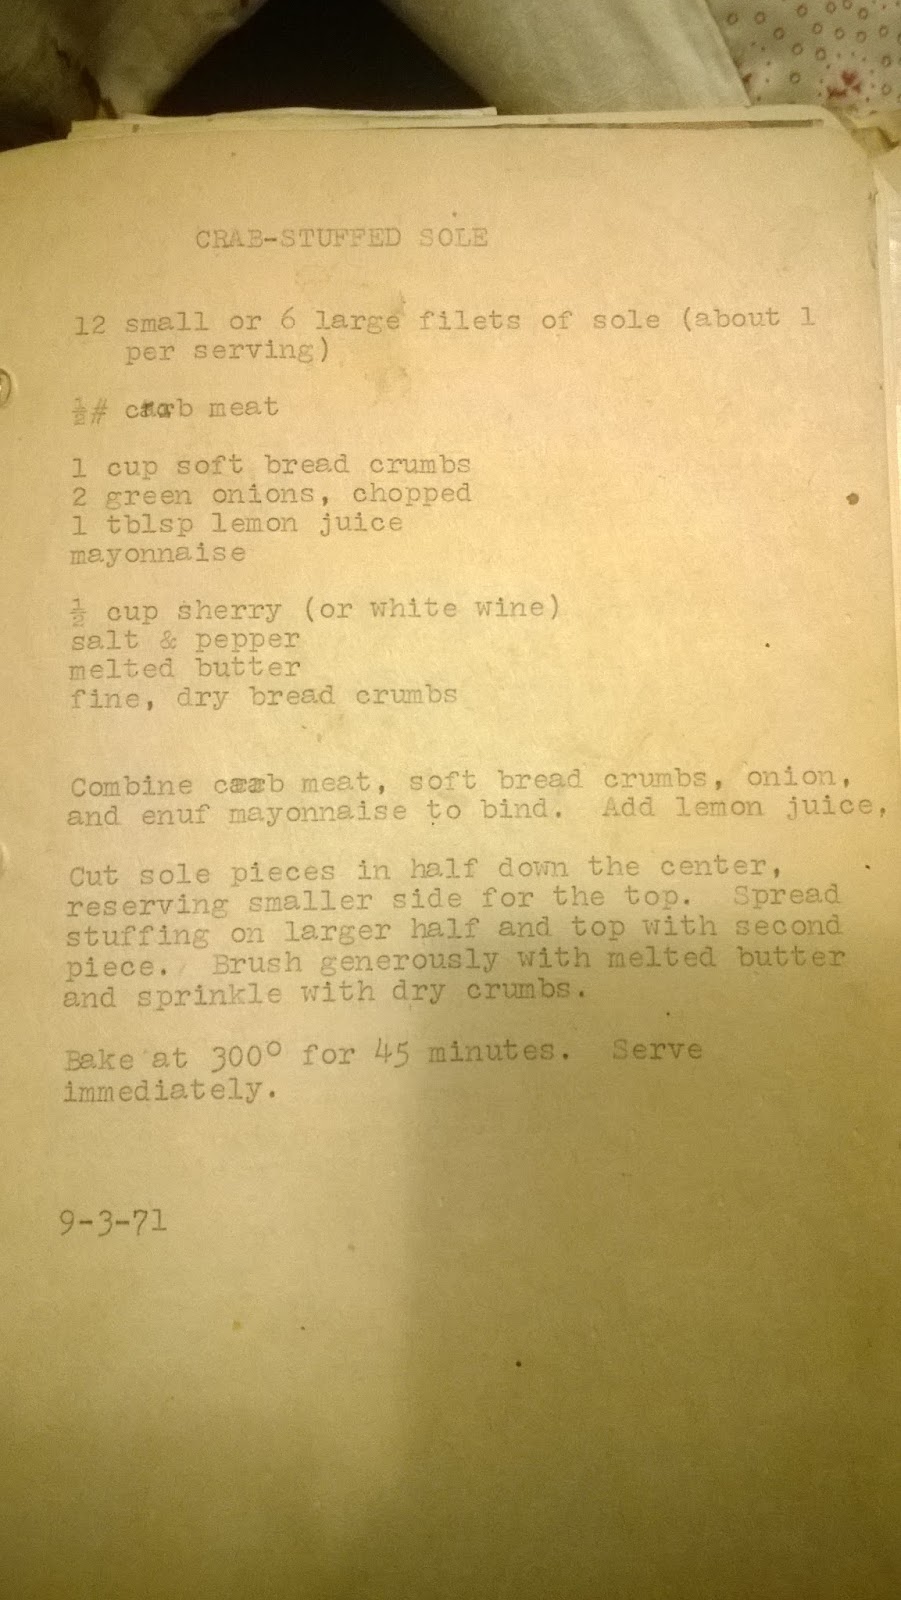 CRAB-STUFFED SOLE
12 small or 6 large filets of sole (about 1
per serving)
½# crab meat
1 cup soft bread crumbs
2 green onions, chopped
1 tblsp lemon juice
mayonnaise
½ cup sherry (or white wine)
salt & pepper
melted butter
fine, dry bread crumbs
Combine crab meat, soft bread crumbs, onion,
and enuf mayonnaise to bind. Add lemon juice,
Cut sole pieces in half down the center,
reserving smaller side for the top. Spread
stuffing on larger half and top with second
piece. Brush generously with melted butter
and sprinkle with dry crumbs.
Bake at 300° for 45 minutes. Serve
immediately.
9-3-71